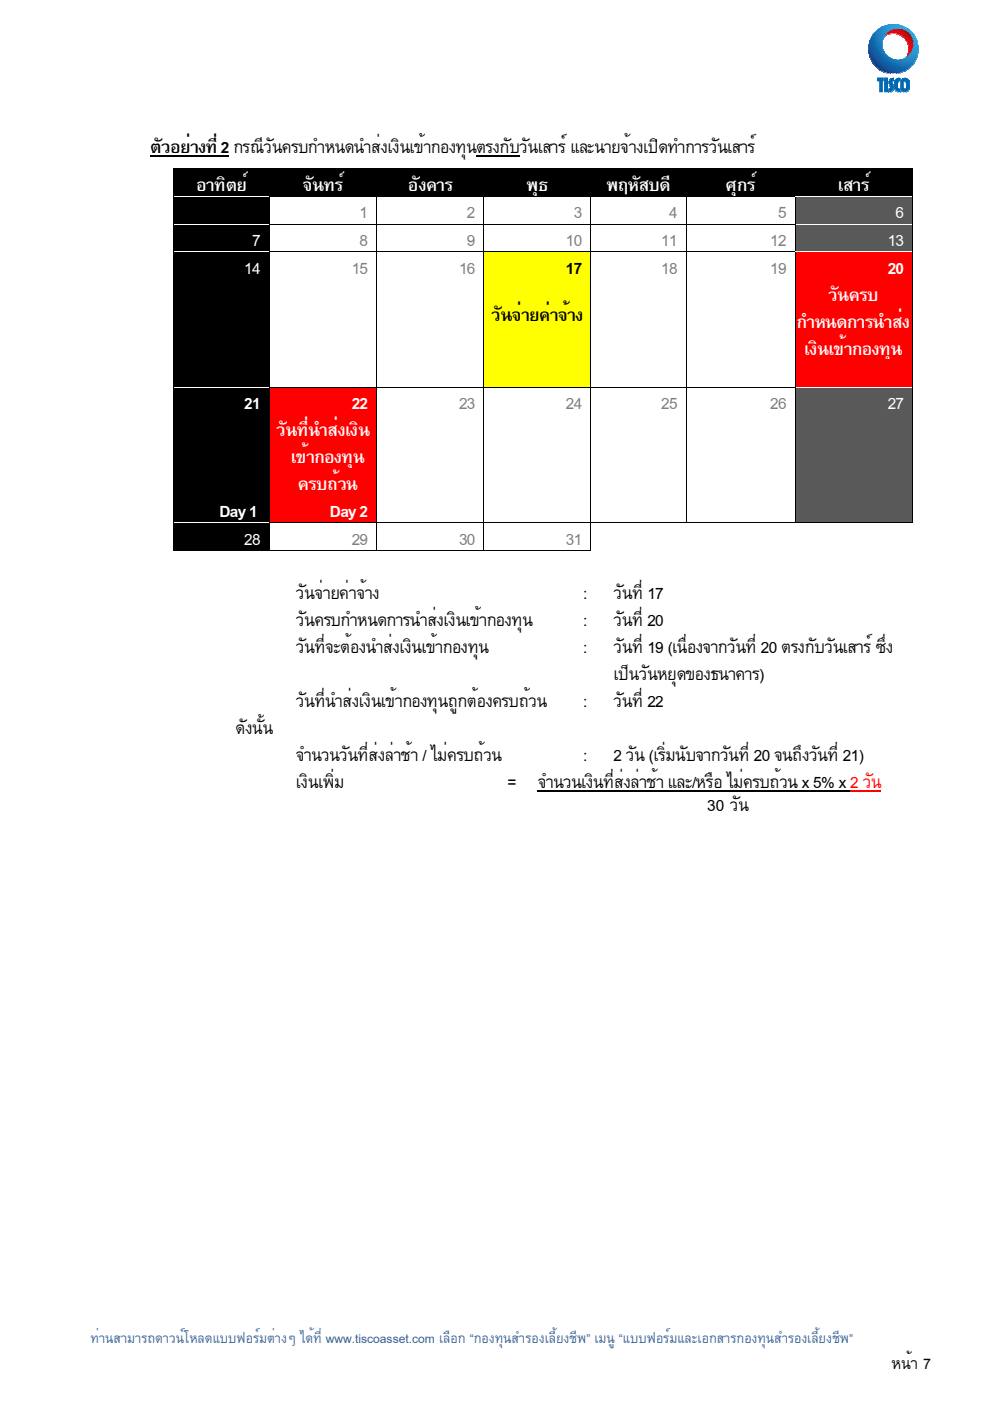 TISCO
ตัวอย่างที่ 2 กรณีวันครบกำหนดนำส่งเงินเข้ากองทุนตรงกับวันเสาร์ และนายจ้างเปิดทำการวันเสาร์
อาทิตย์ จันทร์ อังคาร พุธ พฤหัสบดี ศุกร์ เสาร์
1 2 3 4 5 6
7 8 9 10 11 12 13
14 15 16 17 18 19 20
วันจ่ายค่าจ้าง
วันครบ
กำหนดการนำส่ง
เงินเข้ากองทุน
21 22 23 24 25 26 27
วันที่นำส่งเงิน
เข้ากองทุน
ครบถ้วน
Day 1 Day 2
28 29 30 31
วันจ่ายค่าจ้าง : วันที่ 17
วันครบกำหนดการนำส่งเงินเข้ากองทุน : วันที่ 20
วันที่จะต้องนำส่งเงินเข้ากองทุน : วันที่ 19 (เนื่องจากวันที่ 20 ตรงกับวันเสาร์ ซึ่ง
เป็นวันหยุดของธนาคาร)
วันที่นำส่งเงินเข้ากองทุนถูกต้องครบถ้วน : วันที่ 22
ดังนั้น
จำนวนวันที่ส่งล่าช้า / ไม่ครบถ้วน : 2 วัน (เริ่มนับจากวันที่ 20 จนถึงวันที่ 21)
เงินเพิ่ม = จำนวนเงินที่ส่งล่าช้า และ/หรือ ไม่ครบถ้วน x 5% x 2 วัน
30 วัน
ท่านสามารถดาวน์โหลดแบบฟอร์มต่างๆ ได้ที่ www.tiscoasset.com เลือก “กองทุนสำรองเลี้ยงชีพ” เมนู “แบบฟอร์มและเอกสารกองทุนสำรองเลี้ยงชีพ”
หน้า 7